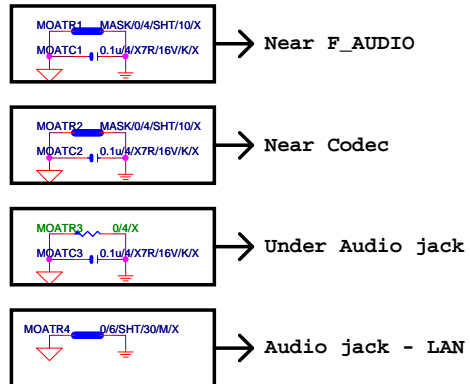 MOATR1 MASK/0/4/SHT/10/X
MOATC1 0.1u/4/X7R/16V/K/X
Near F_AUDIO
MOATR2 MASK/0/4/SHT/10/X
MOATC2 0.1u/4/X7R/16V/K/X
Near Codec
MOATR3 0/4/X
MOATC3 0.1u/4/X7R/16V/K/X
Under Audio jack
MOATR4 0/6/SHT/30/M/X
Audio jack - LAN